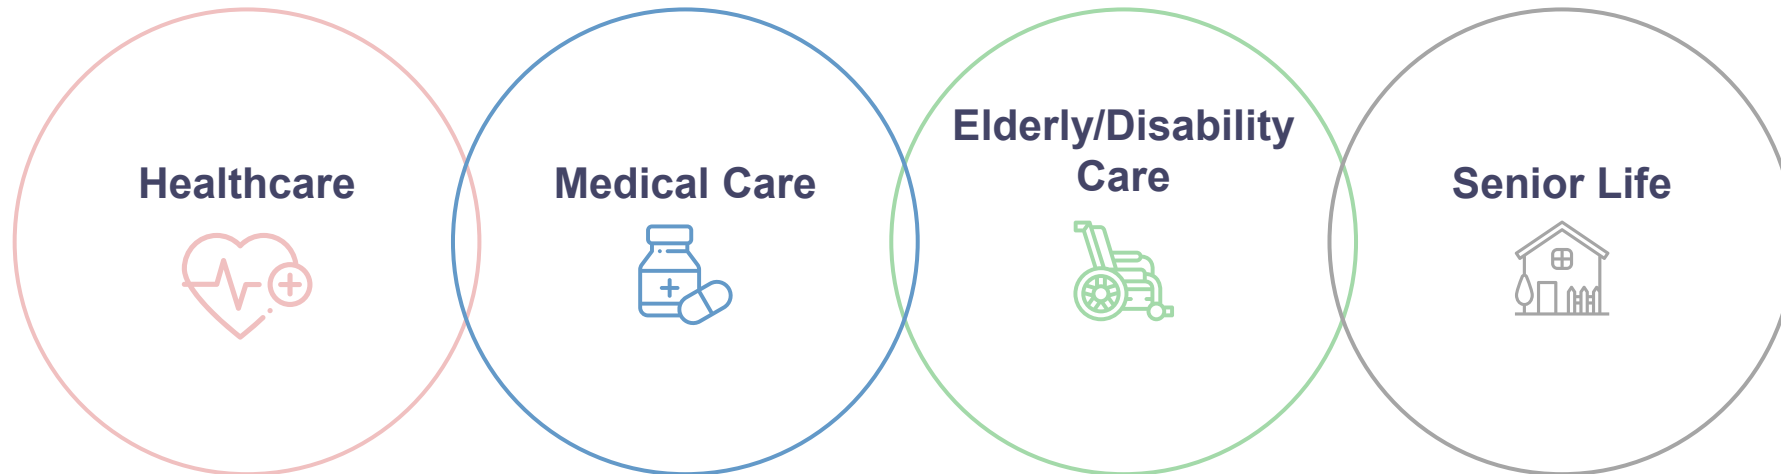 Healthcare
Medical Care
Elderly/Disability
Care
Senior Life